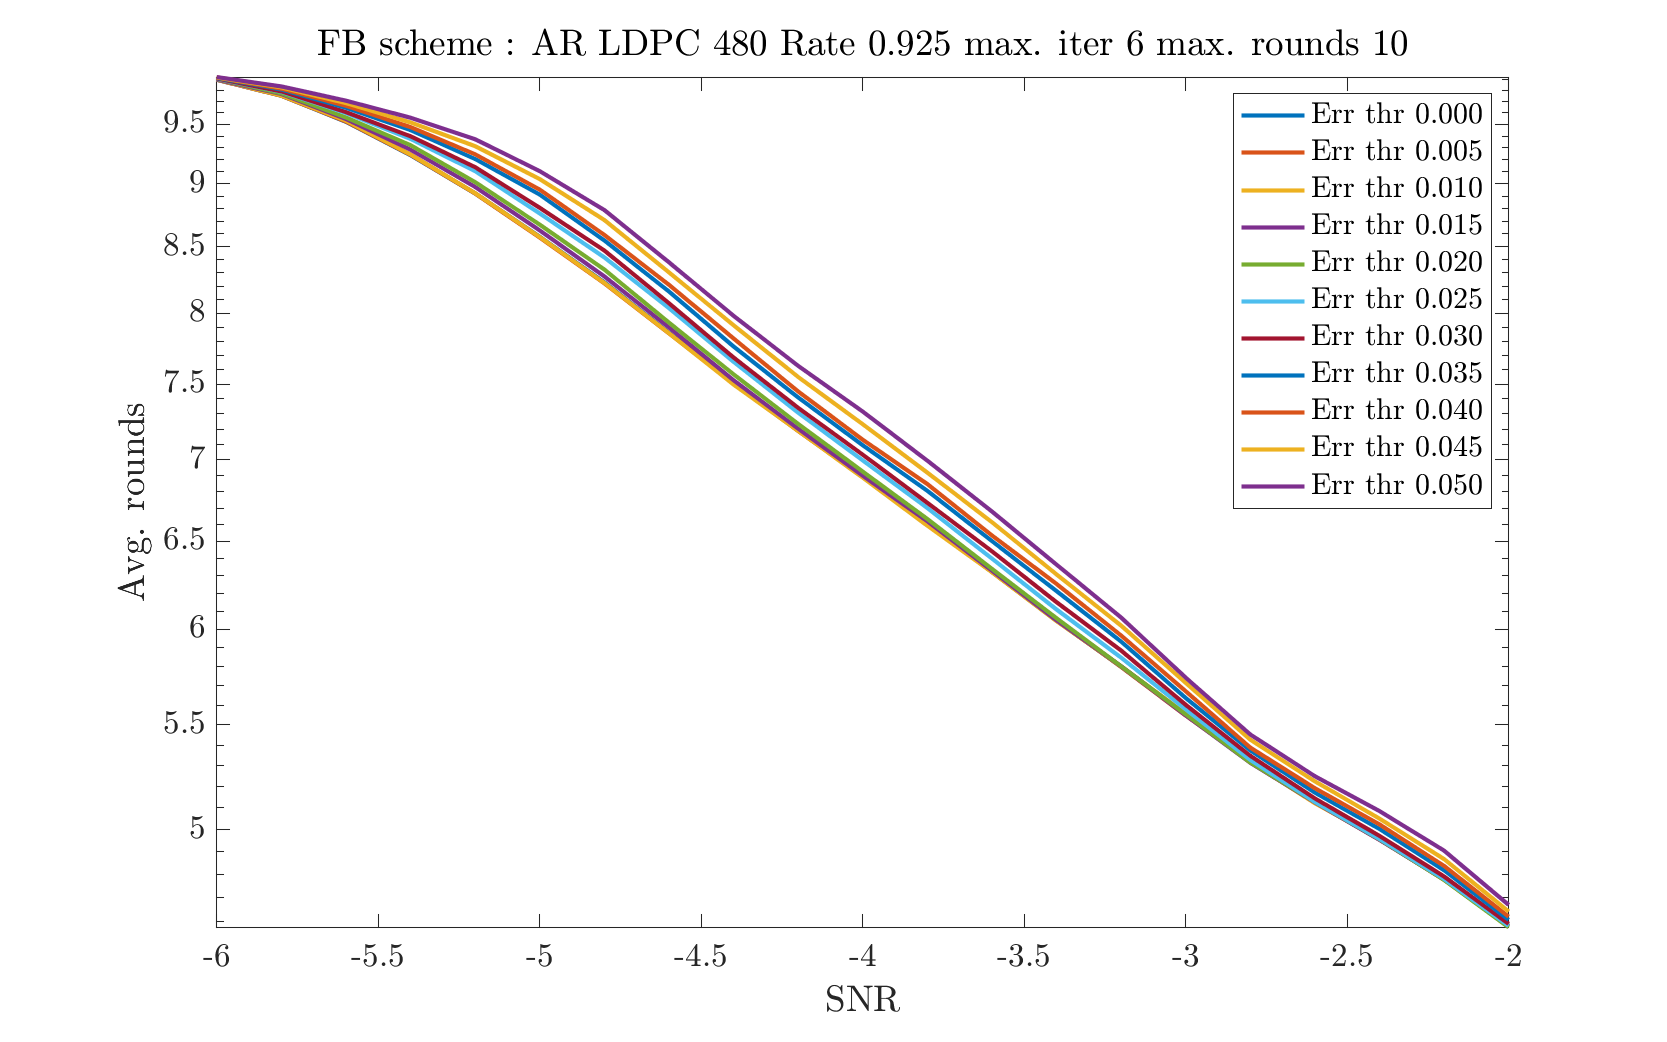 FB scheme : AR LDPC 480 Rate 0.925 max. iter 6 max. rounds 10
Avg. rounds
9.5
9
8.5
8
7.5
7
6.5
6
5.5
5
Err thr 0.000
Err thr 0.005
Err thr 0.010
Err thr 0.015
Err thr 0.020
Err thr 0.025
Err thr 0.030
Err thr 0.035
Err thr 0.040
Err thr 0.045
Err thr 0.050
-6 -5.5 -5 -4.5 -4 -3.5 -3 -2.5 -2
SNR